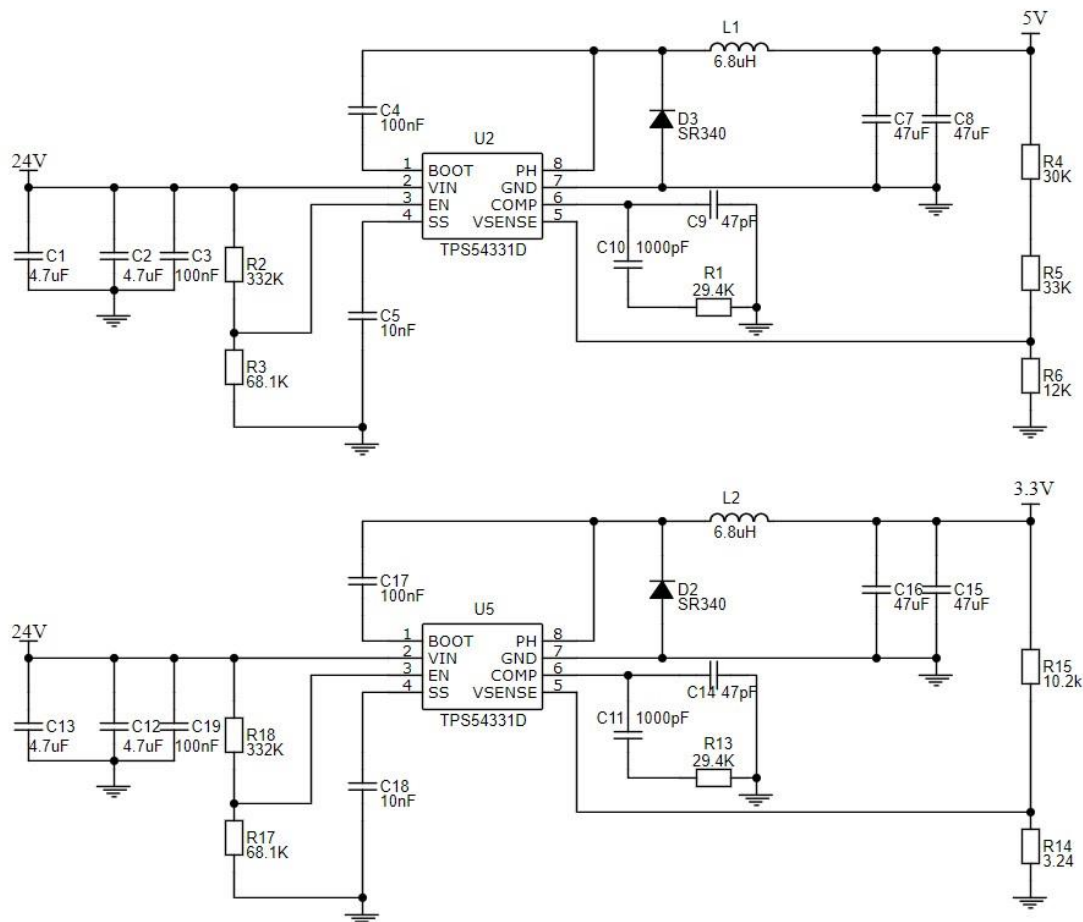 5V
L1
6.8uH
C4
100nF
D3
SR340
C7
47uF
C8
47uF
U2
R4
30K
24V
1 BOOT PH 8
2 VIN GND 7
3 EN COMP 6
4 SS VSENSE 5
TPS54331D
C9 47pF
C1
4.7uF
C2
4.7uF
C3
100nF
R2
332K
C10 1000pF
R1
29.4K
R5
33K
C5
10nF
R3
68.1K
R6
12K
3.3V
L2
6.8uH
C17
100nF
D2
SR340
C16
47uF
C15
47uF
U5
24V
1 BOOT PH 8
2 VIN GND 7
3 EN COMP 6
4 SS VSENSE 5
TPS54331D
R15
10.2k
C14 47pF
C13
4.7uF
C12
4.7uF
C19
100nF
R18
332K
C11 1000pF
R13
29.4K
C18
10nF
R17
68.1K
R14
3.24